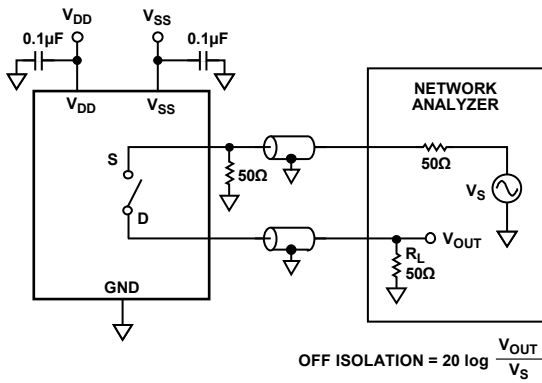 VDD
VSS
0.1µF
0.1µF
VDD
VSS
NETWORK
ANALYZER
S
50Ω
50Ω
VS
D
VOUT
RL
50Ω
GND
OFF ISOLATION = 20 log VOUT
VS